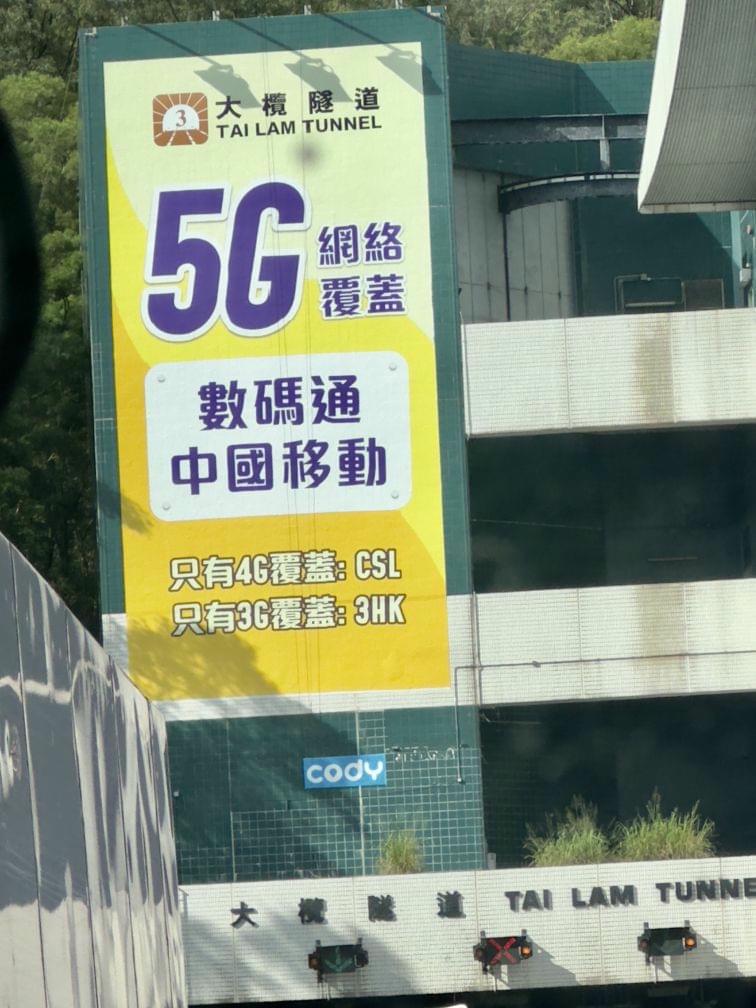 3
大欖隧道
TAI LAM TUNNEL
5G 網絡
覆蓋
數碼通
中國移動
只有4G覆蓋: CSL
只有3G覆蓋: 3HK
cody
大欖隧道 TAI LAM TUNNE